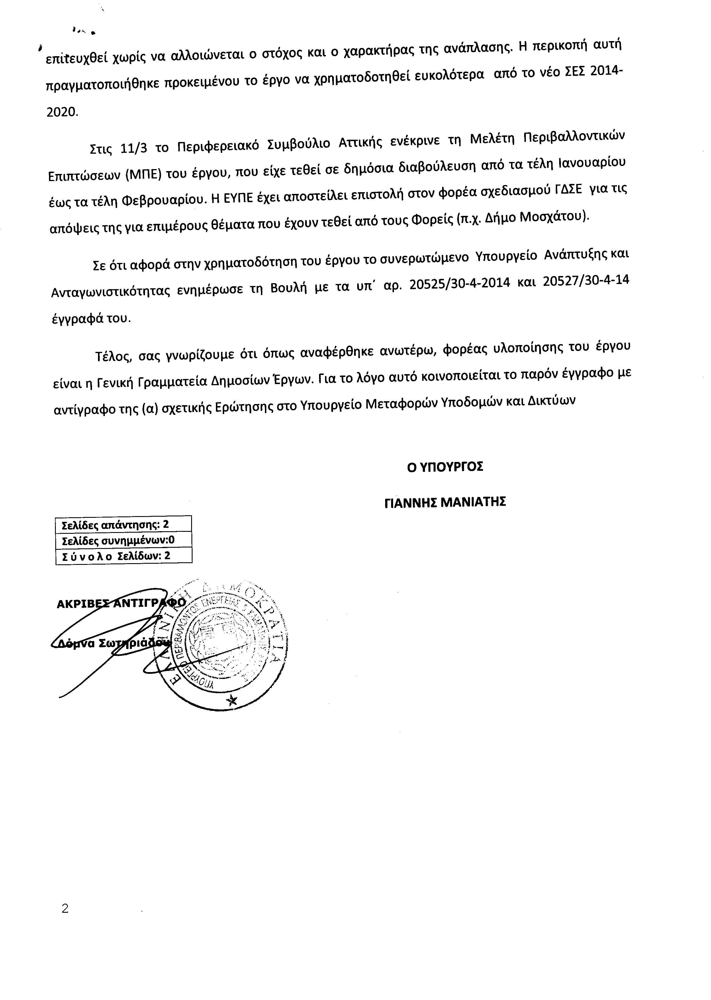 επιτευχθεί χωρίς να αλλοιώνεται ο στόχος και ο χαρακτήρας της ανάπλασης. Η περικοπή αυτή
πραγματοποιήθηκε προκειμένου το έργο να χρηματοδοτηθεί ευκολότερα από το νέο ΣΕΣ 2014-
2020.
Στις 11/3 το Περιφερειακό Συμβούλιο Αττικής ενέκρινε τη Μελέτη Περιβαλλοντικών
Επιπτώσεων (ΜΠΕ) του έργου, που είχε τεθεί σε δημόσια διαβούλευση από τα τέλη Ιανουαρίου
έως τα τέλη Φεβρουαρίου. Η ΕΥΠΕ έχει αποστείλει επιστολή στον φορέα σχεδιασμού ΓΔΣΕ για τις
απόψεις της για επιμέρους θέματα που έχουν τεθεί από τους Φορείς (π.χ. Δήμο Μοσχάτου).
Σε ότι αφορά στην χρηματοδότηση του έργου το συνερωτώμενο Υπουργείο Ανάπτυξης και
Ανταγωνιστικότητας ενημέρωσε τη Βουλή με τα υπ΄ αρ. 20525/30-4-2014 και 20527/30-4-14
έγγραφά του.
Τέλος, σας γνωρίζουμε ότι όπως αναφέρθηκε ανωτέρω, φορέας υλοποίησης του έργου
είναι η Γενική Γραμματεία Δημοσίων Έργων. Για το λόγο αυτό κοινοποιείται το παρόν έγγραφο με
αντίγραφο της (α) σχετικής Ερώτησης στο Υπουργείο Μεταφορών Υποδομών και Δικτύων
Ο ΥΠΟΥΡΓΟΣ
ΓΙΑΝΝΗΣ ΜΑΝΙΑΤΗΣ
Σελίδες απάντησης: 2
Σελίδες συνημμένων:0
Σ ύ ν ο λ ο Σελίδων: 2
ΑΚΡΙΒΕΣ ΑΝΤΙΓΡΑΦΟ
Δόμνα Σωτηριάδου
ΕΛΛΗΝΙΚΗ ΔΗΜΟΚΡΑΤΙΑ
ΥΠΟΥΡΓΕΙΟ ΠΕΡΙΒΑΛΛΟΝΤΟΣ ΕΝΕΡΓΕΙΑΣ &
2